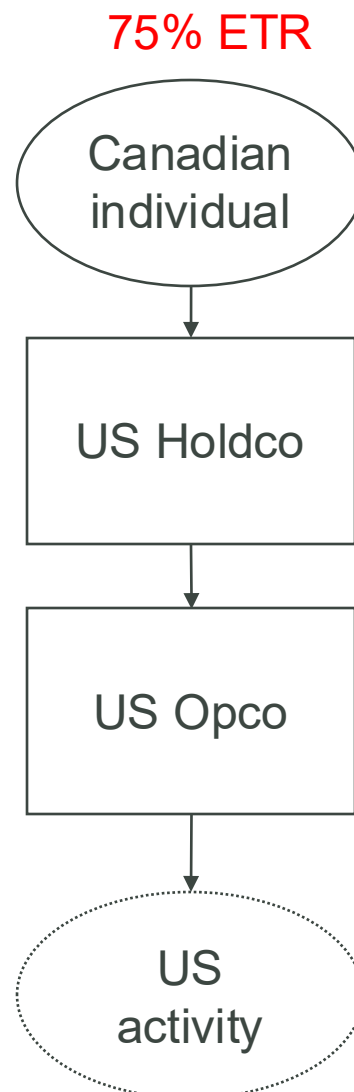 75% ETR
Canadian
individual
US Holdco
US Opco
US
activity